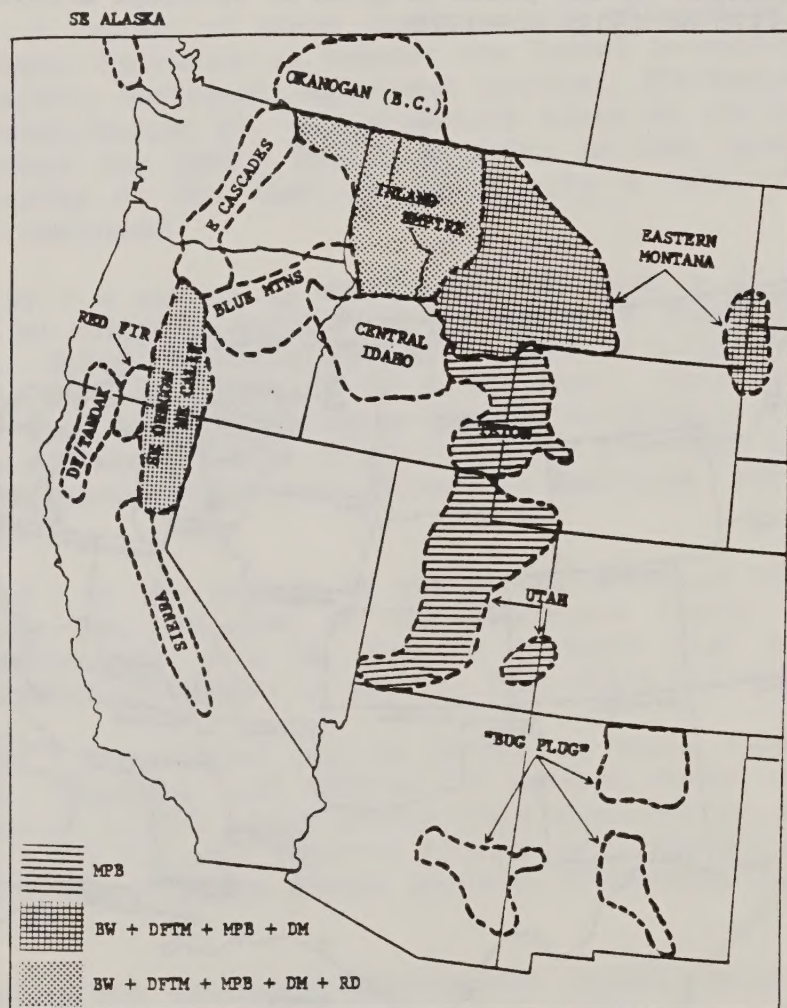 SE ALASKA
OKANOGAN (B.C.)
E CASCADES
INLAND
EMPIRE
EASTERN
MONTANA
BLUE MTNS
RED FIR
CENTRAL
IDAHO
SE OREGON
NE CALIF
DF/TANOAK
TETON
UTAH
SIERRA
"BUG PLUG"
MPB
BW + DFTM + MPB + DM
BW + DFTM + MPB + DM + RD